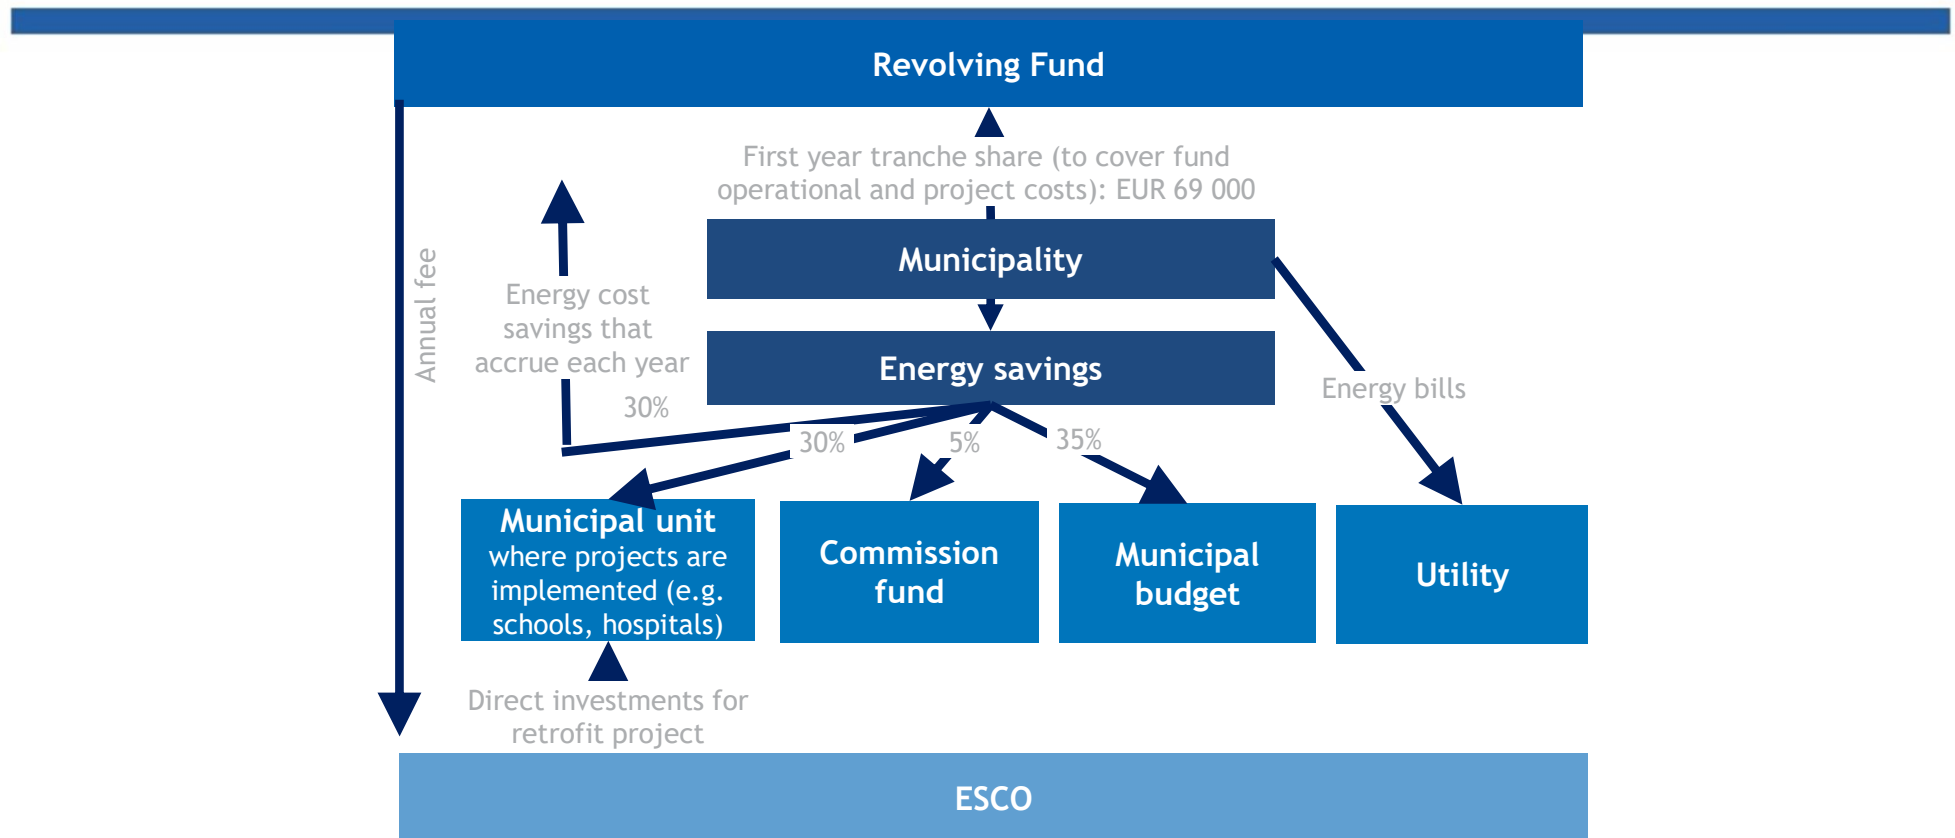 Revolving Fund
First year tranche share (to cover fund
operational and project costs): EUR 69 000
Municipality
Annual fee
Energy cost
savings that
accrue each year
30%
Energy savings
Energy bills
30%
5%
35%
Municipal unit
where projects are
implemented (e.g.
schools, hospitals)
Commission
fund
Municipal
budget
Utility
Direct investments for
retrofit project
ESCO